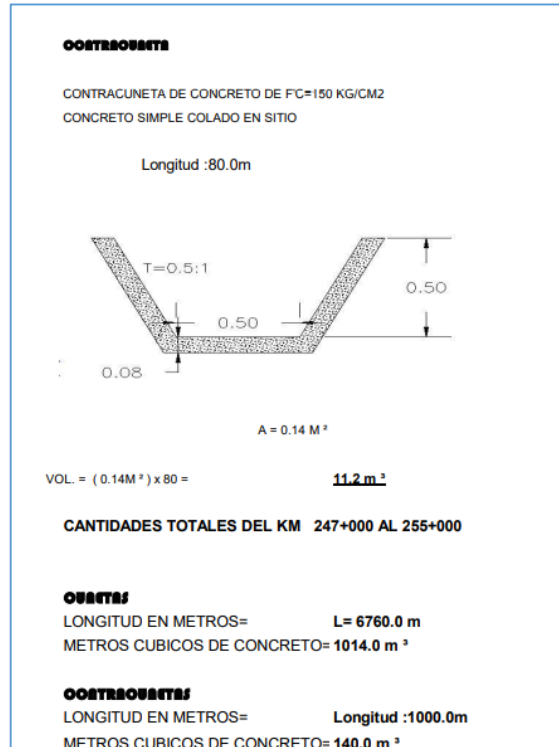 CONTRACUNETA
CONTRACUNETA DE CONCRETO DE F'C=150 KG/CM2
CONCRETO SIMPLE COLADO EN SITIO
Longitud :80.0m
T=0.5:1
0.50
0.50
0.08
A = 0.14 M ²
VOL. = ( 0.14M ² ) x 80 = 11.2 m ³
CANTIDADES TOTALES DEL KM 247+000 AL 255+000
CUNETAS
LONGITUD EN METROS= L= 6760.0 m
METROS CUBICOS DE CONCRETO= 1014.0 m ³
CONTRACUNETAS
LONGITUD EN METROS= Longitud :1000.0m
METROS CUBICOS DE CONCRETO= 140.0 m ³